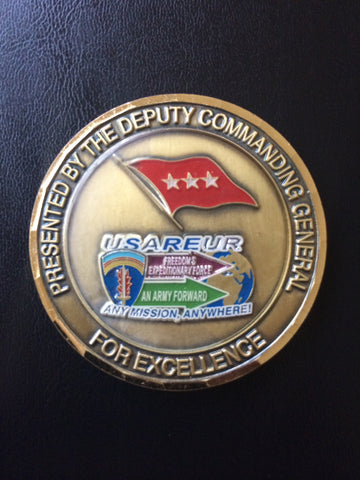 PRESENTED BY THE DEPUTY COMMANDING GENERAL
USAREUR
FREEDOM'S
EXPEDITIONARY FORCE
AN ARMY FORWARD
ANY MISSION, ANYWHERE!
FOR EXCELLENCE